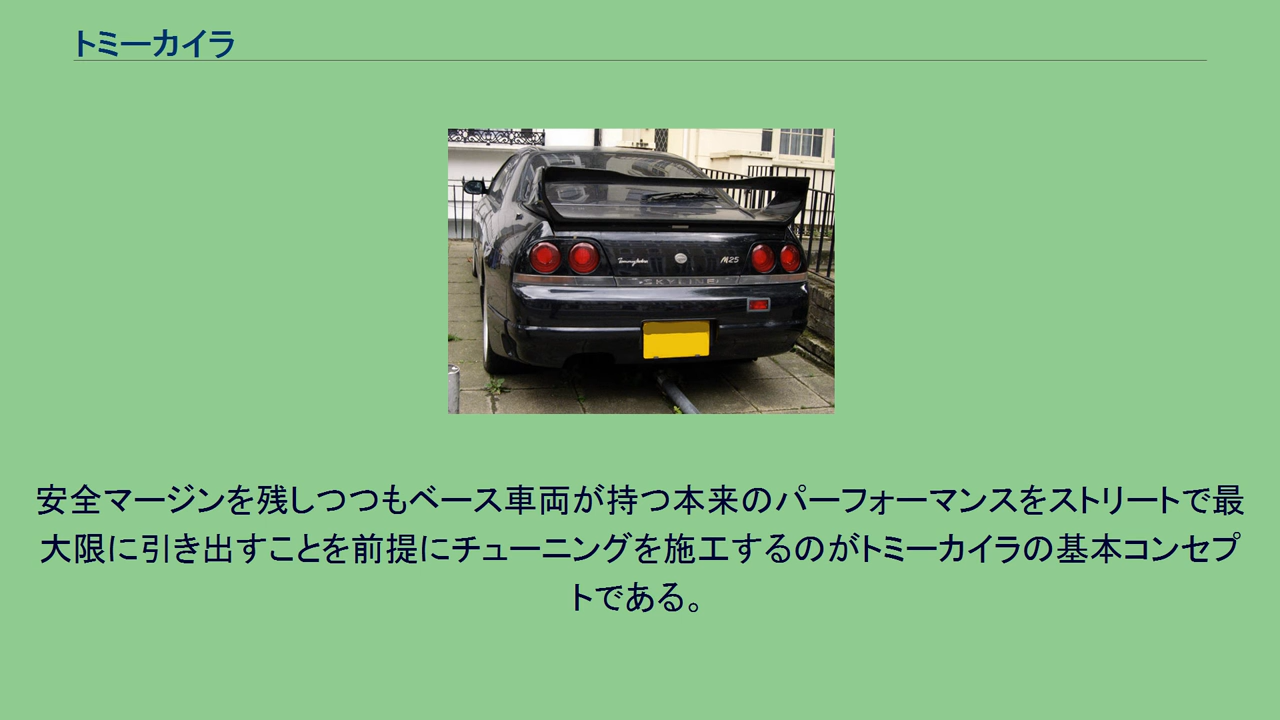 トミーカイラ
Tommykaira
M25
SKYLINE
安全マージンを残しつつもベース車両が持つ本来のパーフォーマンスをストリートで最
大限に引き出すことを前提にチューニングを施工するのがトミーカイラの基本コンセプ
トである。